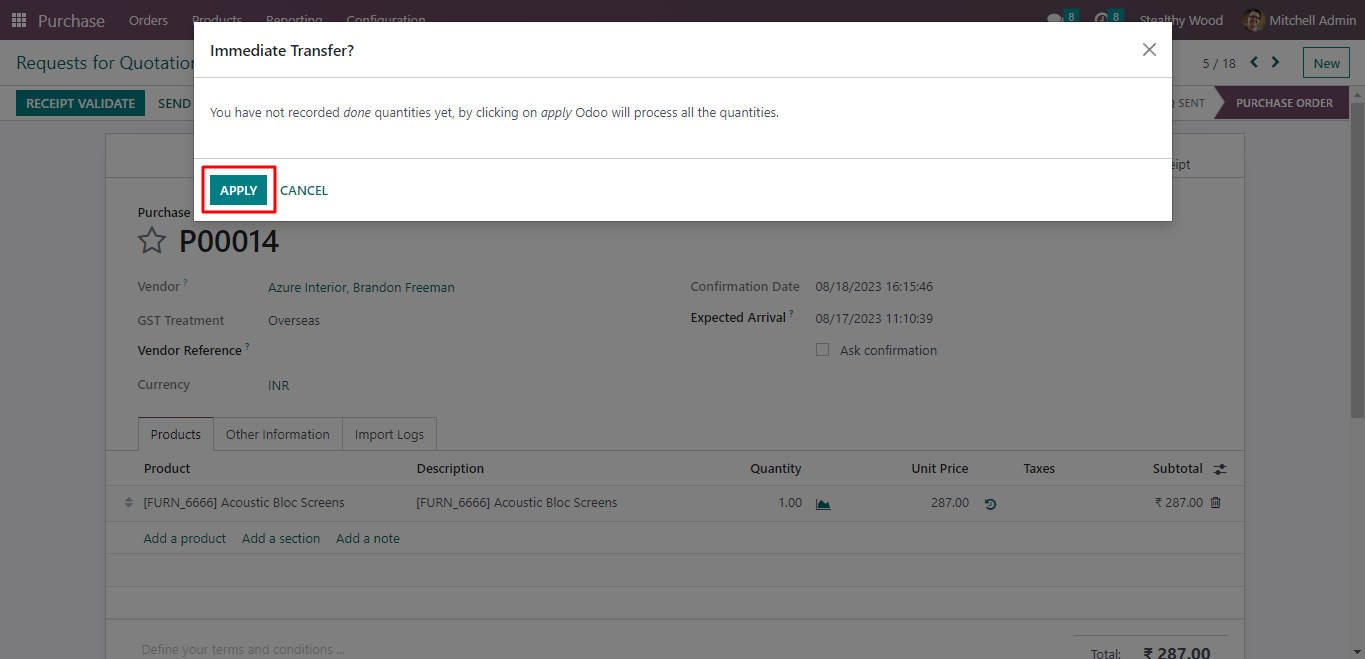 Purchase Orders Products Reporting Configuration 8 8 Stealthy Wood Mitchell Admin
Immediate Transfer?
Requests for Quotation 5 / 18 New
RECEIPT VALIDATE SEND SENT PURCHASE ORDER
You have not recorded done quantities yet, by clicking on apply Odoo will process all the quantities.
APPLY CANCEL
Purchase
P00014
Vendor ? Azure Interior, Brandon Freeman Confirmation Date 08/18/2023 16:15:46
GST Treatment Overseas Expected Arrival ? 08/17/2023 11:10:39
Vendor Reference ? Ask confirmation
Currency INR
Products Other Information Import Logs
Product Description Quantity Unit Price Taxes Subtotal
[FURN_6666] Acoustic Bloc Screens [FURN_6666] Acoustic Bloc Screens 1.00 287.00 ₹ 287.00
Add a product Add a section Add a note
Define your terms and conditions ... Total: ₹ 287.00